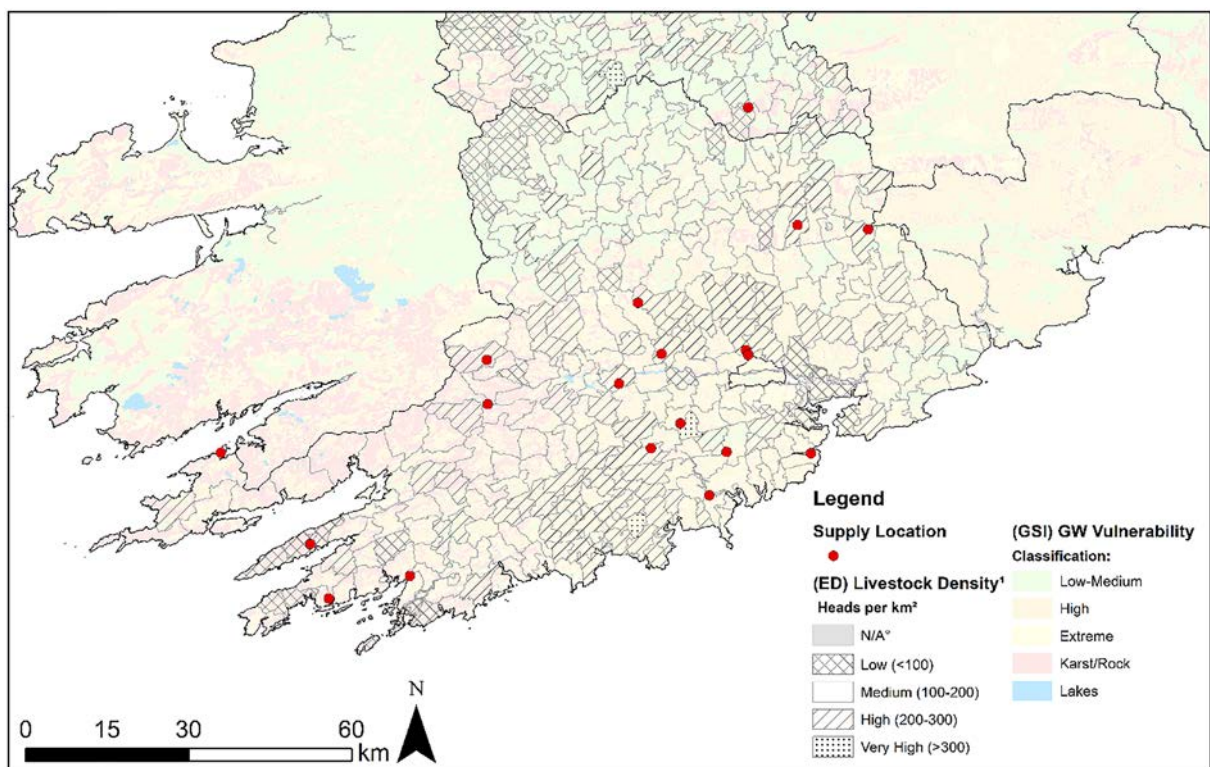 Legend
Supply Location
(ED) Livestock Density¹
Heads per km²
N/A°
Low (<100)
Medium (100-200)
High (200-300)
Very High (>300)
(GSI) GW Vulnerability
Classification:
Low-Medium
High
Extreme
Karst/Rock
Lakes
N
0 15 30 60
km